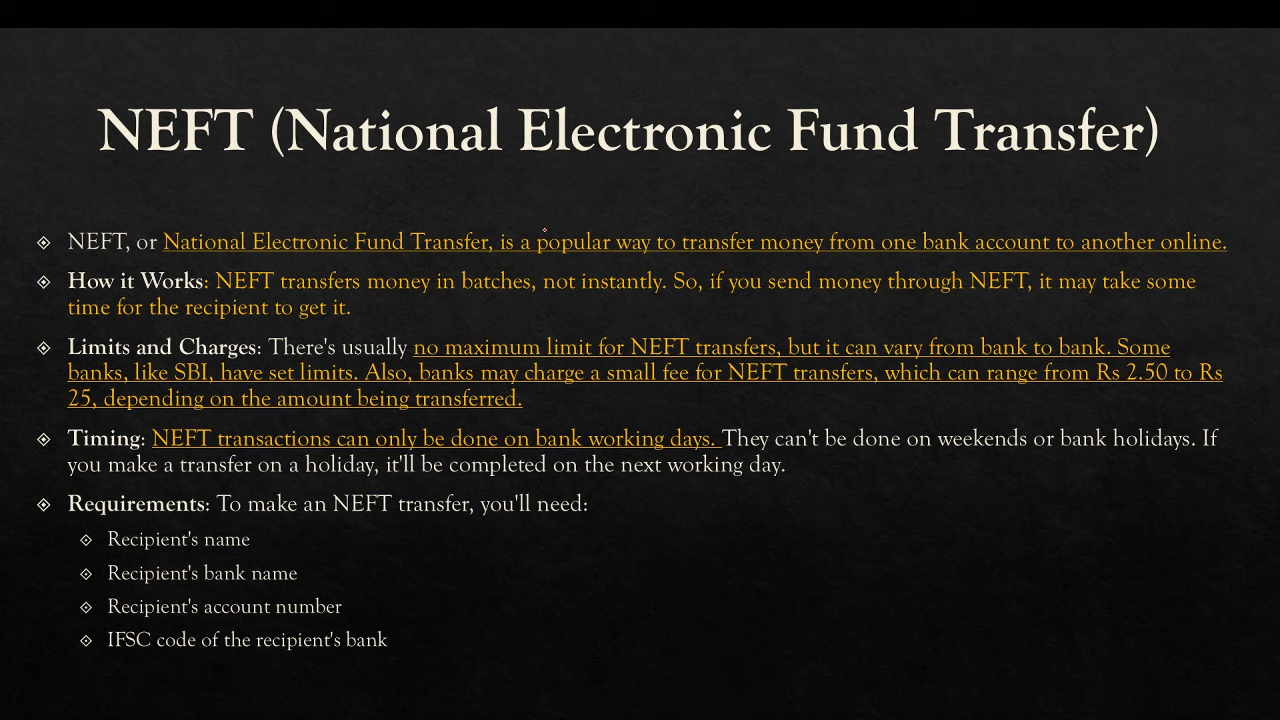 NEFT (National Electronic Fund Transfer)
NEFT, or National Electronic Fund Transfer, is a popular way to transfer money from one bank account to another online.
How it Works: NEFT transfers money in batches, not instantly. So, if you send money through NEFT, it may take some
time for the recipient to get it.
Limits and Charges: There's usually no maximum limit for NEFT transfers, but it can vary from bank to bank. Some
banks, like SBI, have set limits. Also, banks may charge a small fee for NEFT transfers, which can range from Rs 2.50 to Rs
25, depending on the amount being transferred.
Timing: NEFT transactions can only be done on bank working days. They can't be done on weekends or bank holidays. If
you make a transfer on a holiday, it'll be completed on the next working day.
Requirements: To make an NEFT transfer, you'll need:
Recipient's name
Recipient's bank name
Recipient's account number
IFSC code of the recipient's bank